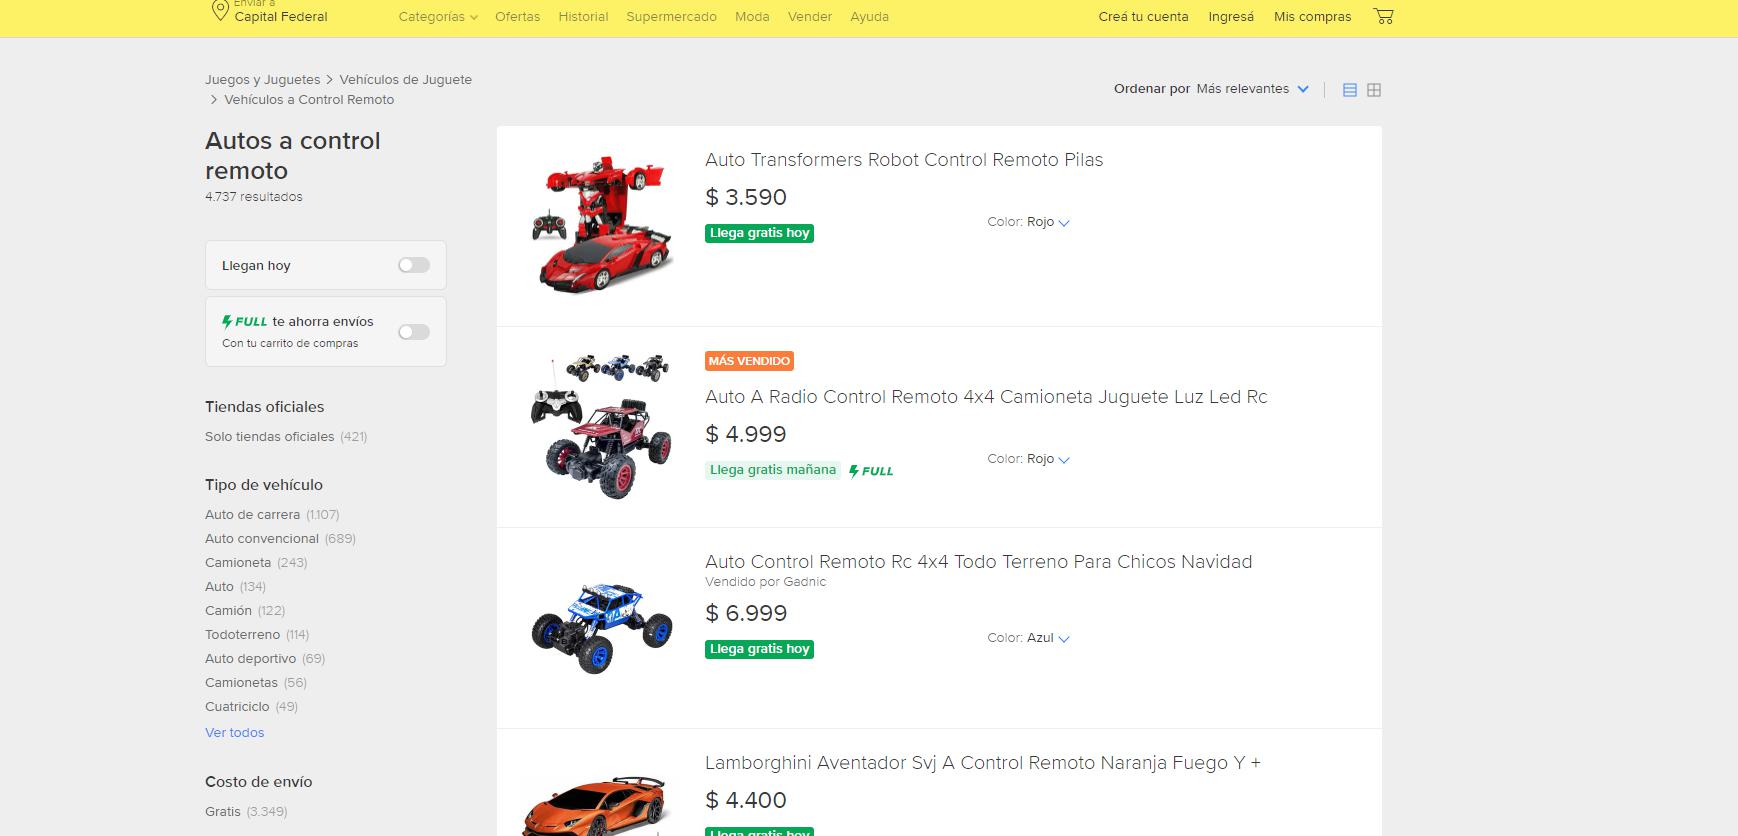 Enviar a
Capital Federal
Categorías Ofertas Historial Supermercado Moda Vender Ayuda
Creá tu cuenta Ingresá Mis compras
Juegos y Juguetes > Vehículos de Juguete
> Vehículos a Control Remoto
Ordenar por Más relevantes
Autos a control
remoto
4.737 resultados
Llegan hoy
FULL te ahorra envíos
Con tu carrito de compras
Tiendas oficiales
Solo tiendas oficiales (421)
Tipo de vehículo
Auto de carrera (1.107)
Auto convencional (689)
Camioneta (243)
Auto (134)
Camión (122)
Todoterreno (114)
Auto deportivo (69)
Camionetas (56)
Cuatriciclo (49)
Ver todos
Costo de envío
Gratis (3.349)
Auto Transformers Robot Control Remoto Pilas
$ 3.590
Llega gratis hoy
Color: Rojo
MÁS VENDIDO
Auto A Radio Control Remoto 4x4 Camioneta Juguete Luz Led Rc
$ 4.999
Llega gratis mañana FULL
Color: Rojo
Auto Control Remoto Rc 4x4 Todo Terreno Para Chicos Navidad
Vendido por Gadnic
$ 6.999
Llega gratis hoy
Color: Azul
Lamborghini Aventador Svj A Control Remoto Naranja Fuego Y +
$ 4.400
Llega gratis hoy